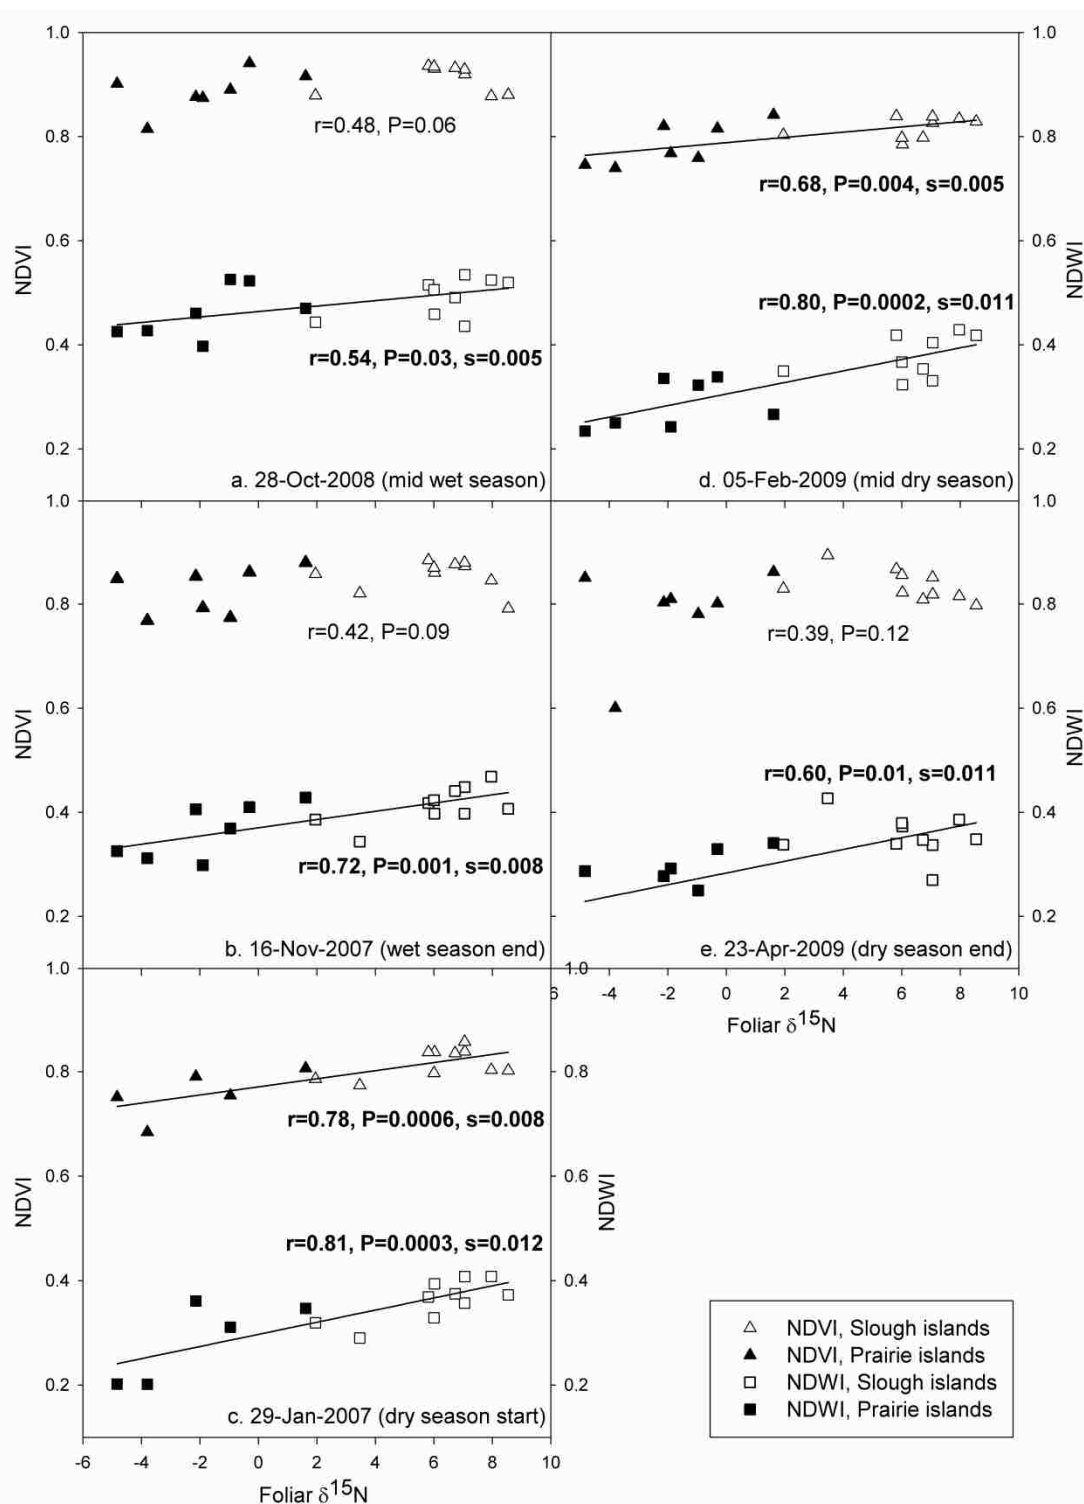 1.0
0.8
0.6
0.4
0.2
NDVI
r=0.48, P=0.06
r=0.54, P=0.03, s=0.005
a. 28-Oct-2008 (mid wet season)
1.0
0.8
0.6
0.4
0.2
NDWI
r=0.68, P=0.004, s=0.005
r=0.80, P=0.0002, s=0.011
d. 05-Feb-2009 (mid dry season)
1.0
0.8
0.6
0.4
0.2
NDVI
r=0.42, P=0.09
r=0.72, P=0.001, s=0.008
b. 16-Nov-2007 (wet season end)
1.0
0.8
0.6
0.4
0.2
NDWI
r=0.39, P=0.12
r=0.60, P=0.01, s=0.011
e. 23-Apr-2009 (dry season end)
6 -4 -2 0 2 4 6 8 10
Foliar δ15N
1.0
0.8
0.6
0.4
0.2
NDVI
r=0.78, P=0.0006, s=0.008
r=0.81, P=0.0003, s=0.012
c. 29-Jan-2007 (dry season start)
1.0
0.8
0.6
0.4
0.2
NDWI
-6 -4 -2 0 2 4 6 8 10
Foliar δ15N
NDVI, Slough islands
NDVI, Prairie islands
NDWI, Slough islands
NDWI, Prairie islands